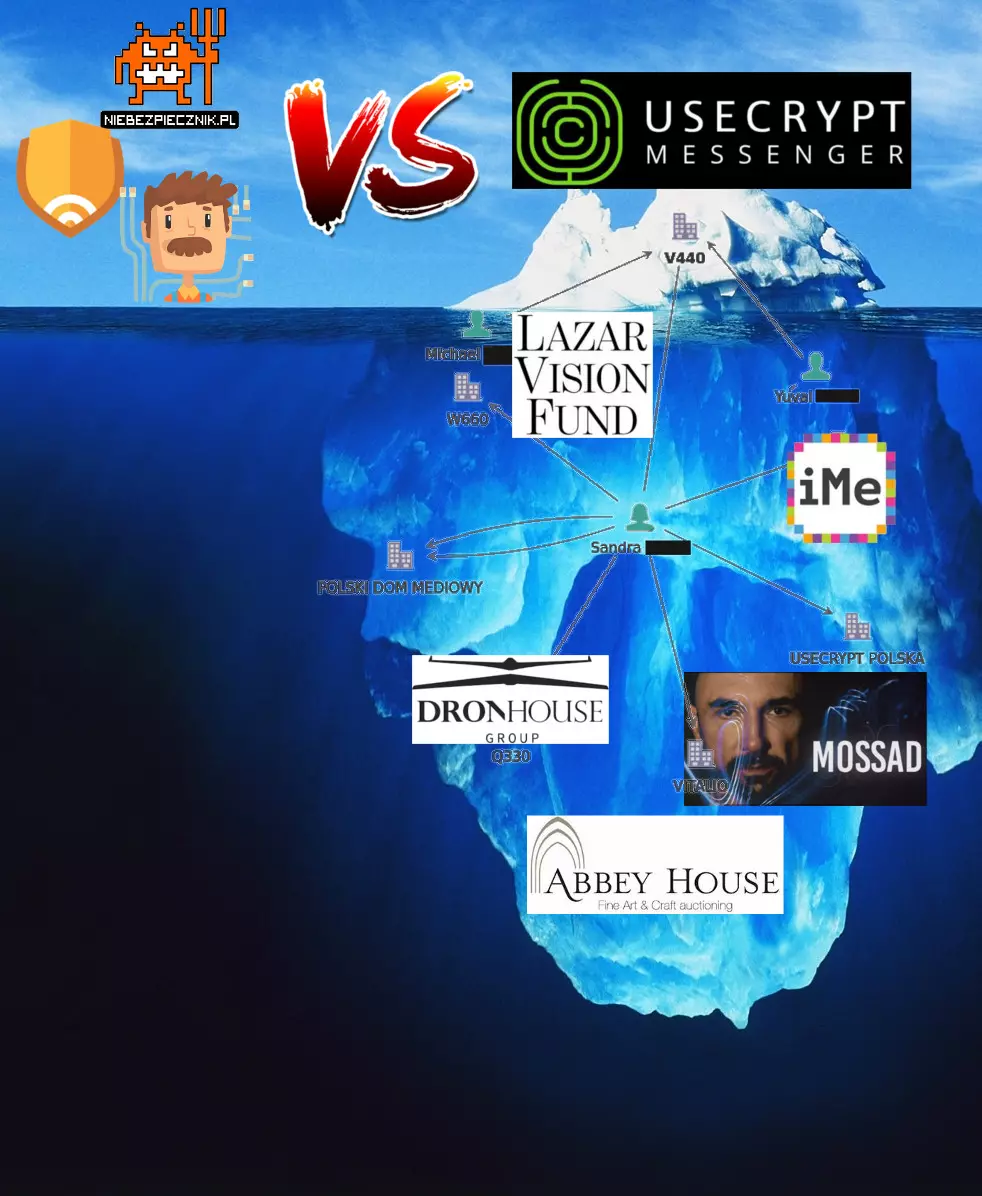 NIEBEZPIECZNIK.PL
VS
USECRYPT
MESSENGER
V440
LAZAR
VISION
FUND
Michael
Yuval
W660
iMe
Sandra
POLSKI DOM MEDIOWY
USECRYPT POLSKA
DRONHOUSE
GROUP
Q330
MOSSAD
VITALIO
ABBEY HOUSE
Fine Art & Craft auctioning